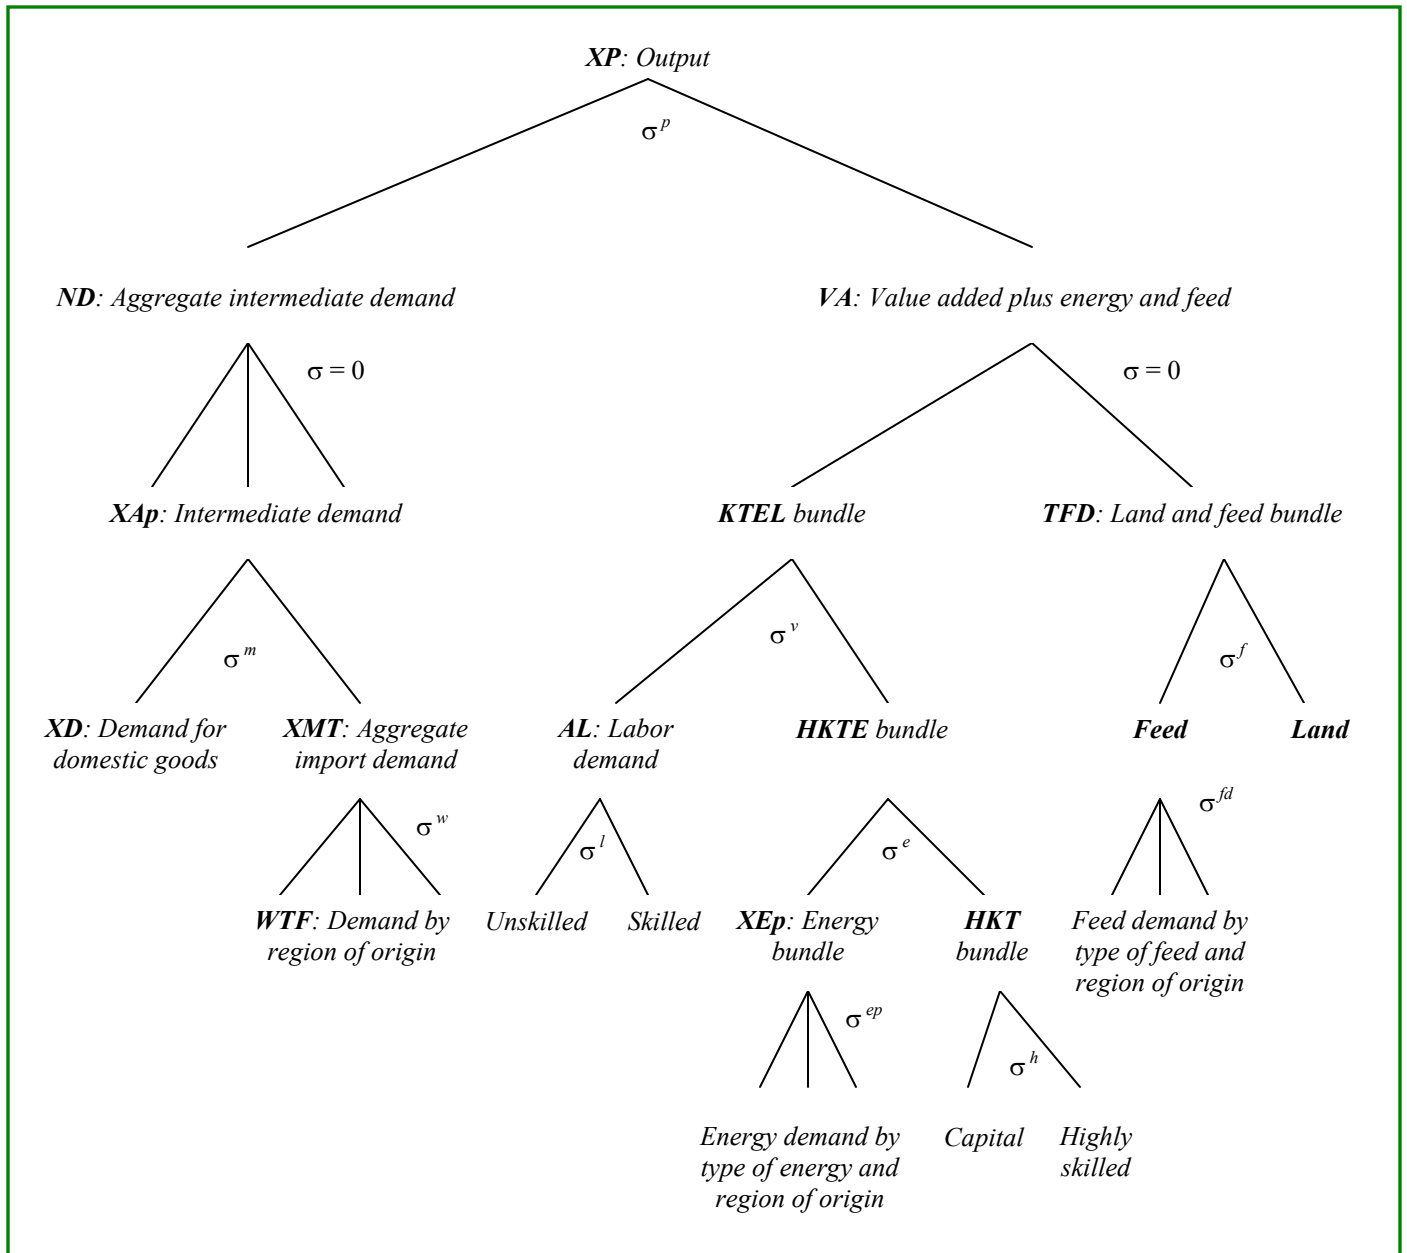 XP: Output
σ^p
ND: Aggregate intermediate demand
VA: Value added plus energy and feed
σ = 0
σ = 0
XAp: Intermediate demand
KTEL bundle
TFD: Land and feed bundle
σ^m
σ^v
σ^f
XD: Demand for
domestic goods
XMT: Aggregate
import demand
AL: Labor
demand
HKTE bundle
Feed
Land
σ^w
σ^l
σ^e
σ^fd
WTF: Demand by
region of origin
Unskilled
Skilled
XEp: Energy
bundle
HKT
bundle
Feed demand by
type of feed and
region of origin
σ^ep
σ^h
Energy demand by
type of energy and
region of origin
Capital
Highly
skilled